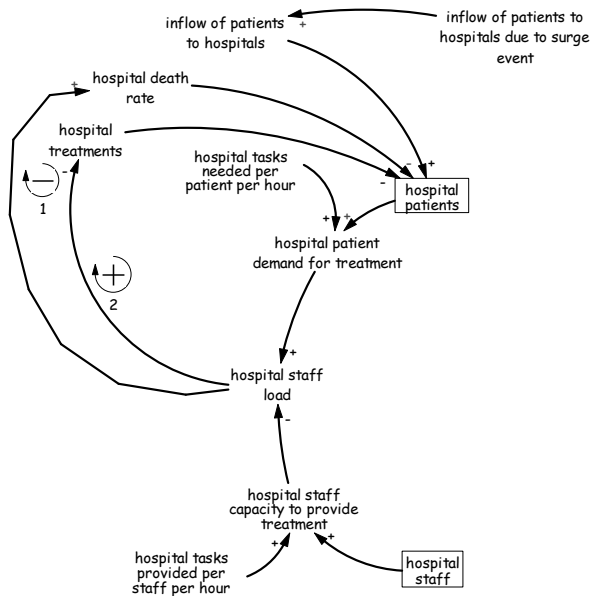 inflow of patients
to hospitals
+
inflow of patients to
hospitals due to surge
event
+
hospital death
rate
hospital
treatments
-
-
+
-
hospital tasks
needed per
patient per hour
hospital
patients
1
+
+
hospital patient
demand for treatment
2
+
hospital staff
load
-
hospital staff
capacity to provide
treatment
+
+
hospital tasks
provided per
staff per hour
hospital
staff